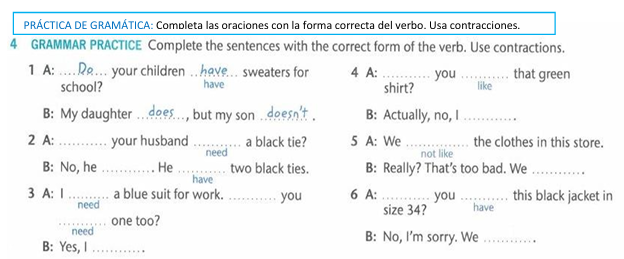 PRÁCTICA DE GRAMÁTICA: Completa las oraciones con la forma correcta del verbo. Usa contracciones.
4 GRAMMAR PRACTICE Complete the sentences with the correct form of the verb. Use contractions.
1 A: ....Do.... your children ..have... sweaters for
have
school?
B: My daughter ...does..., but my son ..doesn't .
2 A: ........... your husband ........... a black tie?
need
B: No, he ........... . He ........... two black ties.
have
3 A: I .......... a blue suit for work. ........... you
need
........... one too?
need
B: Yes, I ........... .
4 A: ........... you ........... that green
like
shirt?
B: Actually, no, I ........... .
5 A: We ........... the clothes in this store.
not like
B: Really? That's too bad. We ........... .
6 A: ........... you ........... this black jacket in
have
size 34?
B: No, I'm sorry. We ........... .